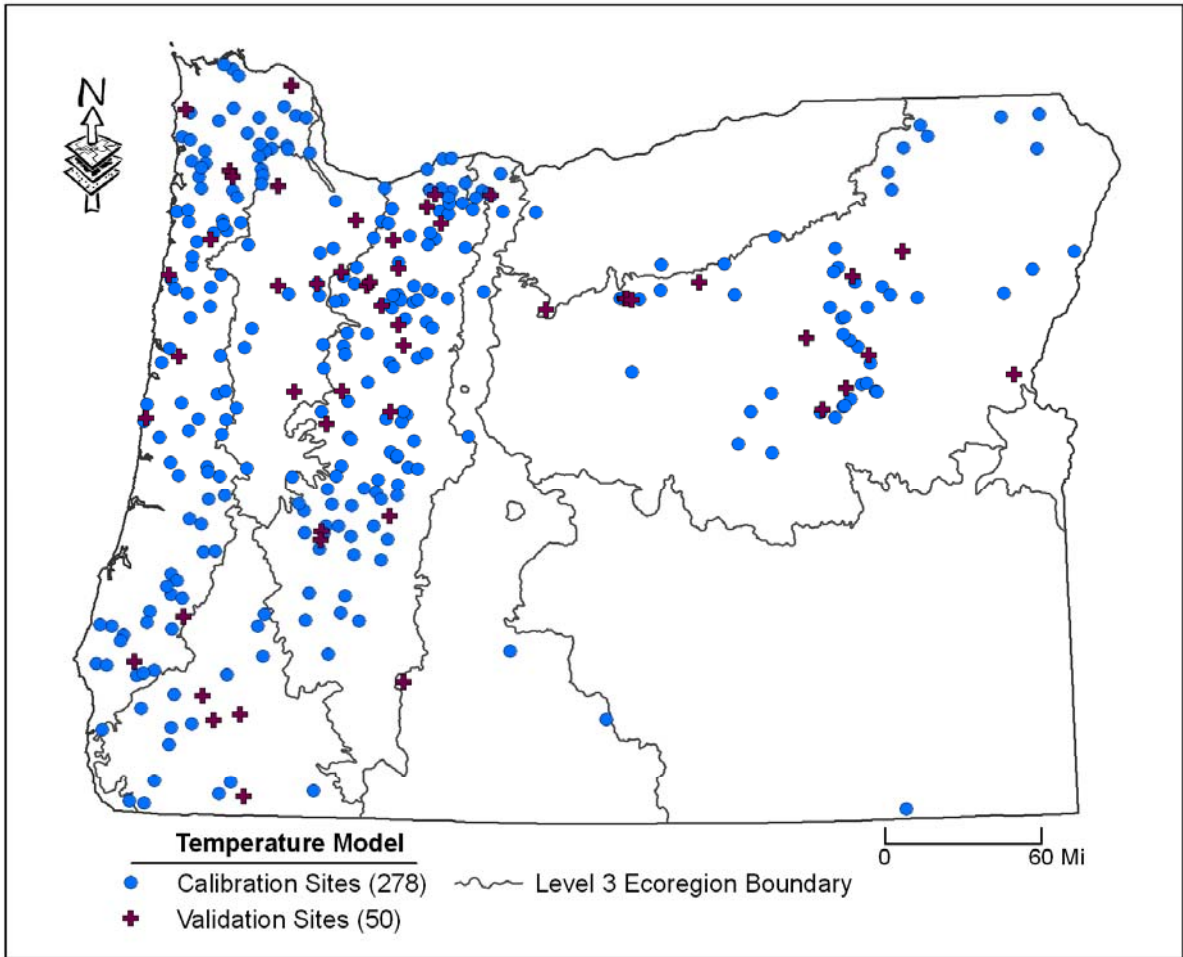 N
Temperature Model
0 60 Mi
Calibration Sites (278) Level 3 Ecoregion Boundary
Validation Sites (50)